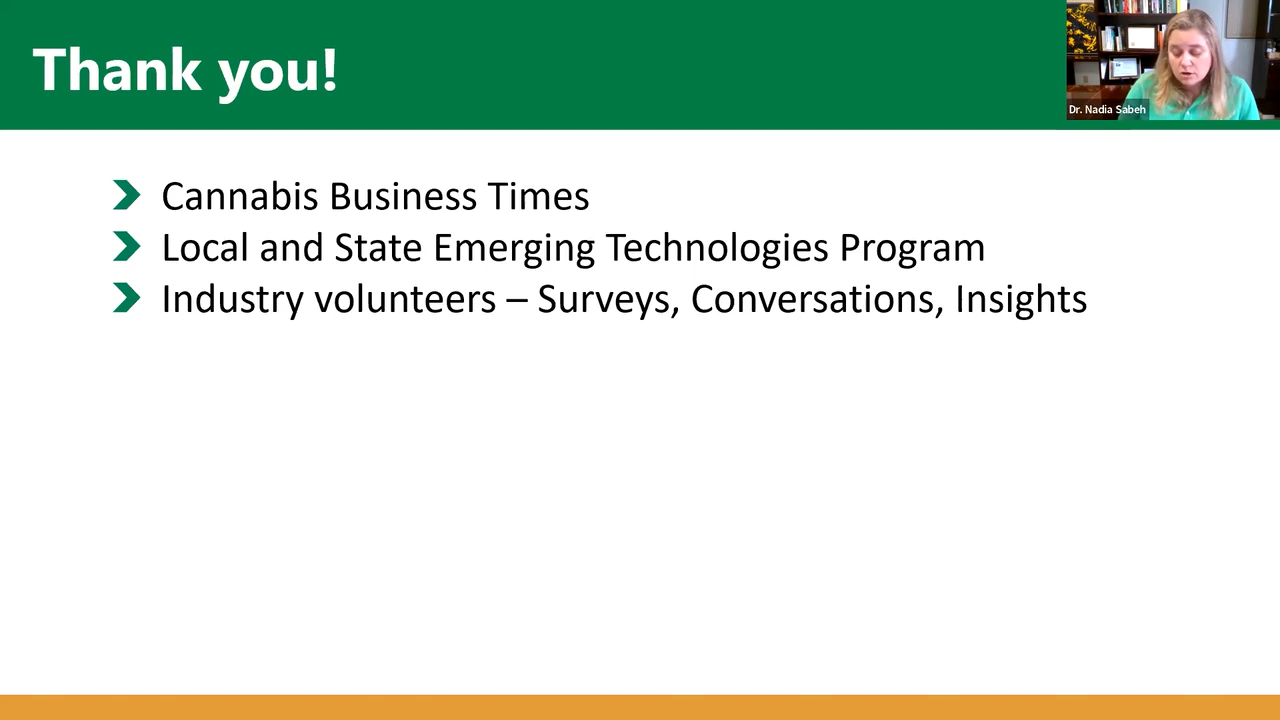 Thank you!
Dr. Nadia Sabeh
Cannabis Business Times
Local and State Emerging Technologies Program
Industry volunteers – Surveys, Conversations, Insights